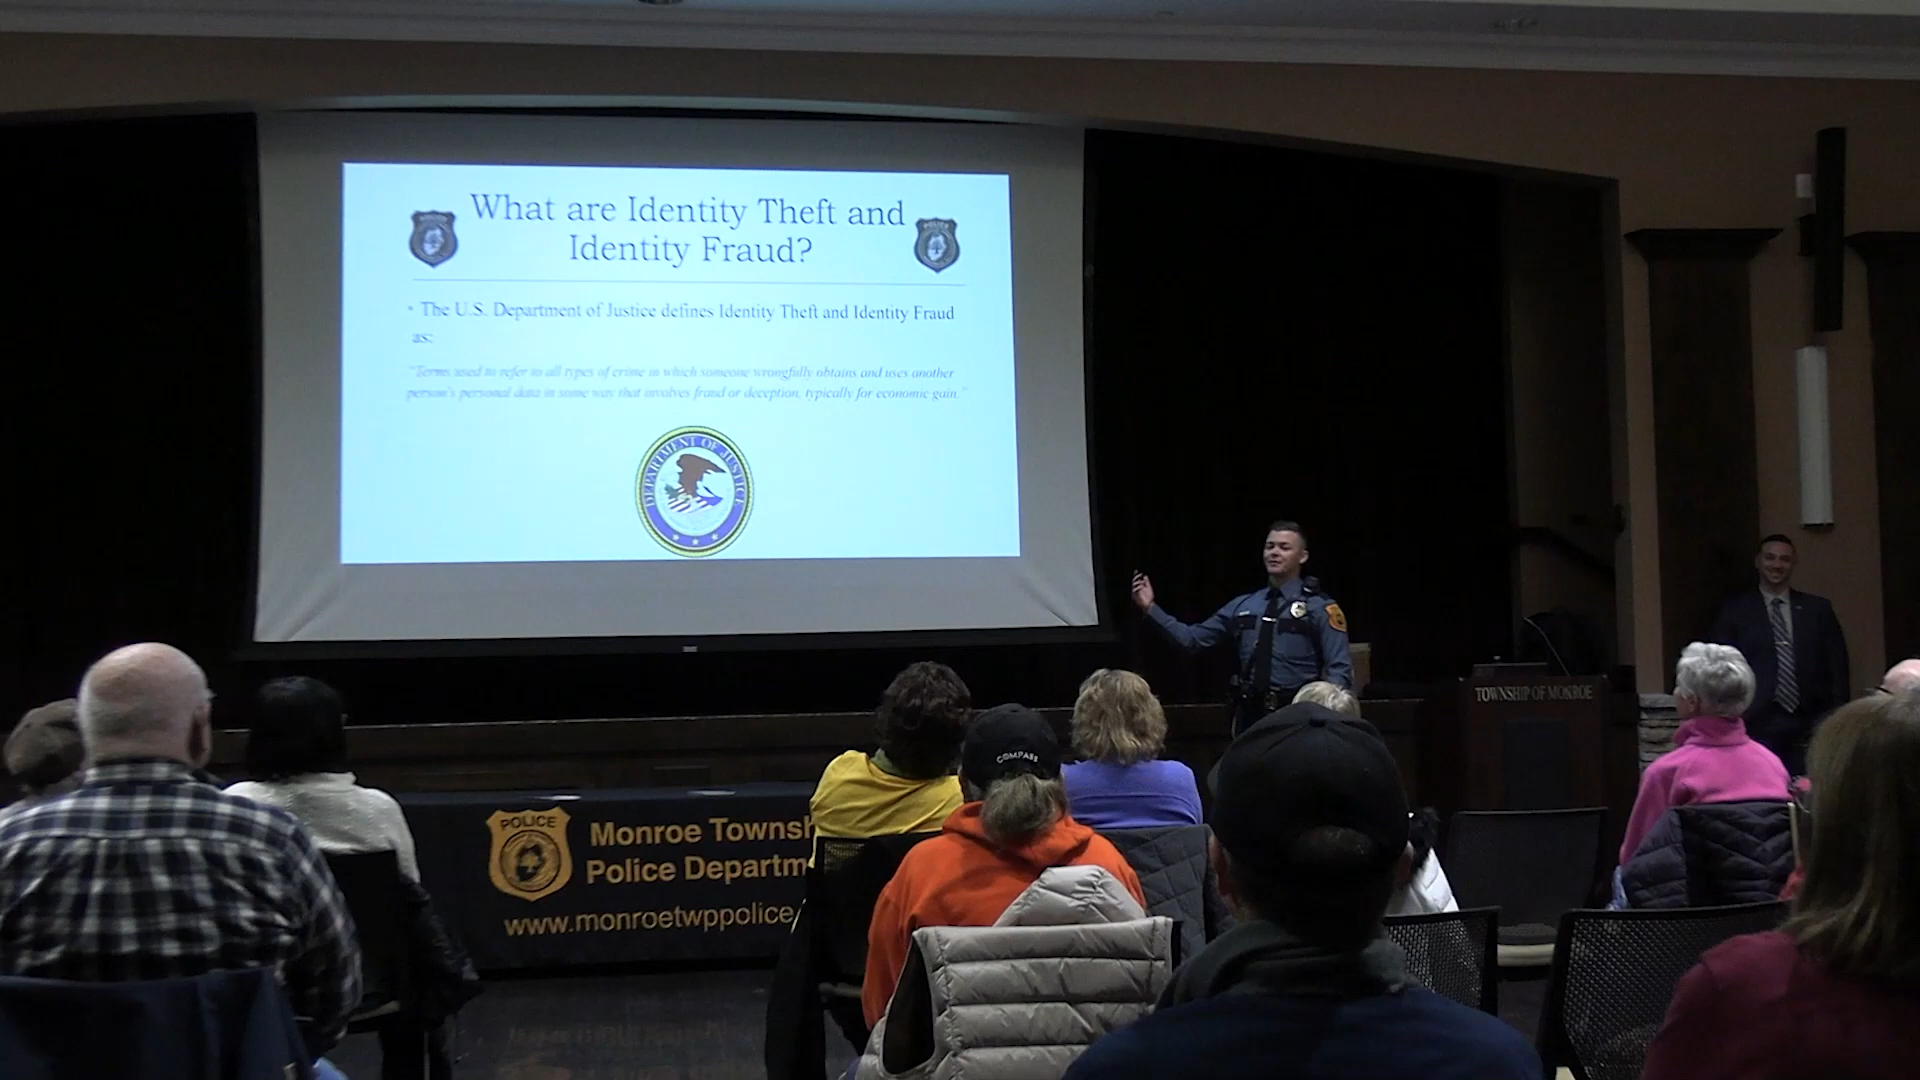 What are Identity Theft and
Identity Fraud?
POLICE
• The U.S. Department of Justice defines Identity Theft and Identity Fraud
as:
"Terms used to refer to all types of crime in which someone wrongfully obtains and uses another
person's personal data in some way that involves fraud or deception, typically for economic gain."
DEPARTMENT OF JUSTICE
TOWNSHIP OF MONROE
COMPASS
POLICE
Monroe Townsh
Police Departm
www.monroetwppolice.